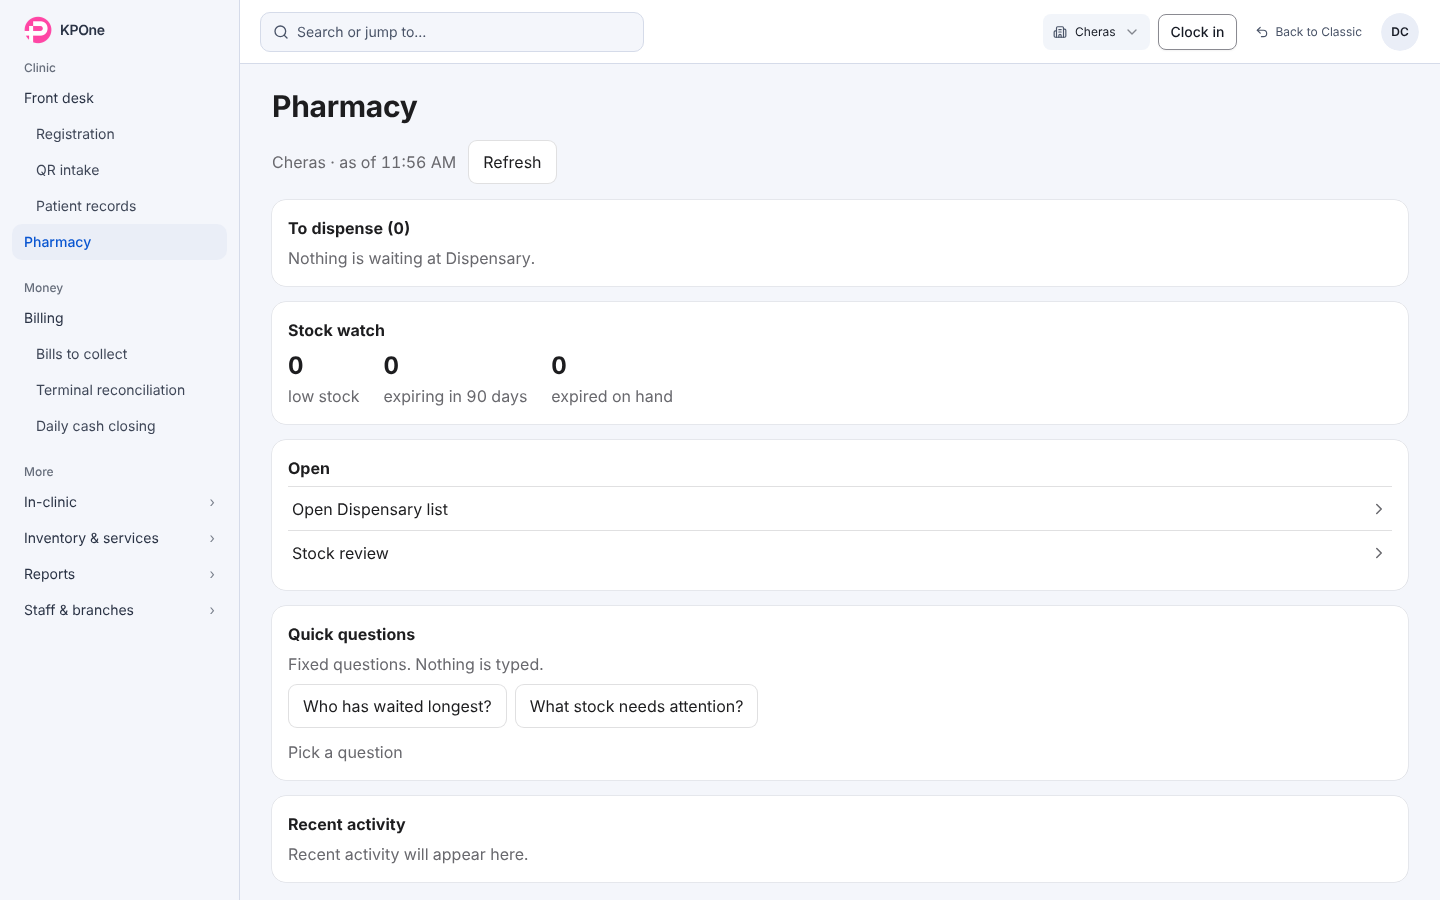 KPOne
Search or jump to...
Cheras
Clock in
Back to Classic
DC
Clinic
Front desk
Registration
QR intake
Patient records
Pharmacy
Money
Billing
Bills to collect
Terminal reconciliation
Daily cash closing
More
In-clinic
Inventory & services
Reports
Staff & branches
Pharmacy
Cheras · as of 11:56 AM
Refresh
To dispense (0)
Nothing is waiting at Dispensary.
Stock watch
0 0 0
low stock expiring in 90 days expired on hand
Open
Open Dispensary list
Stock review
Quick questions
Fixed questions. Nothing is typed.
Who has waited longest? What stock needs attention?
Pick a question
Recent activity
Recent activity will appear here.